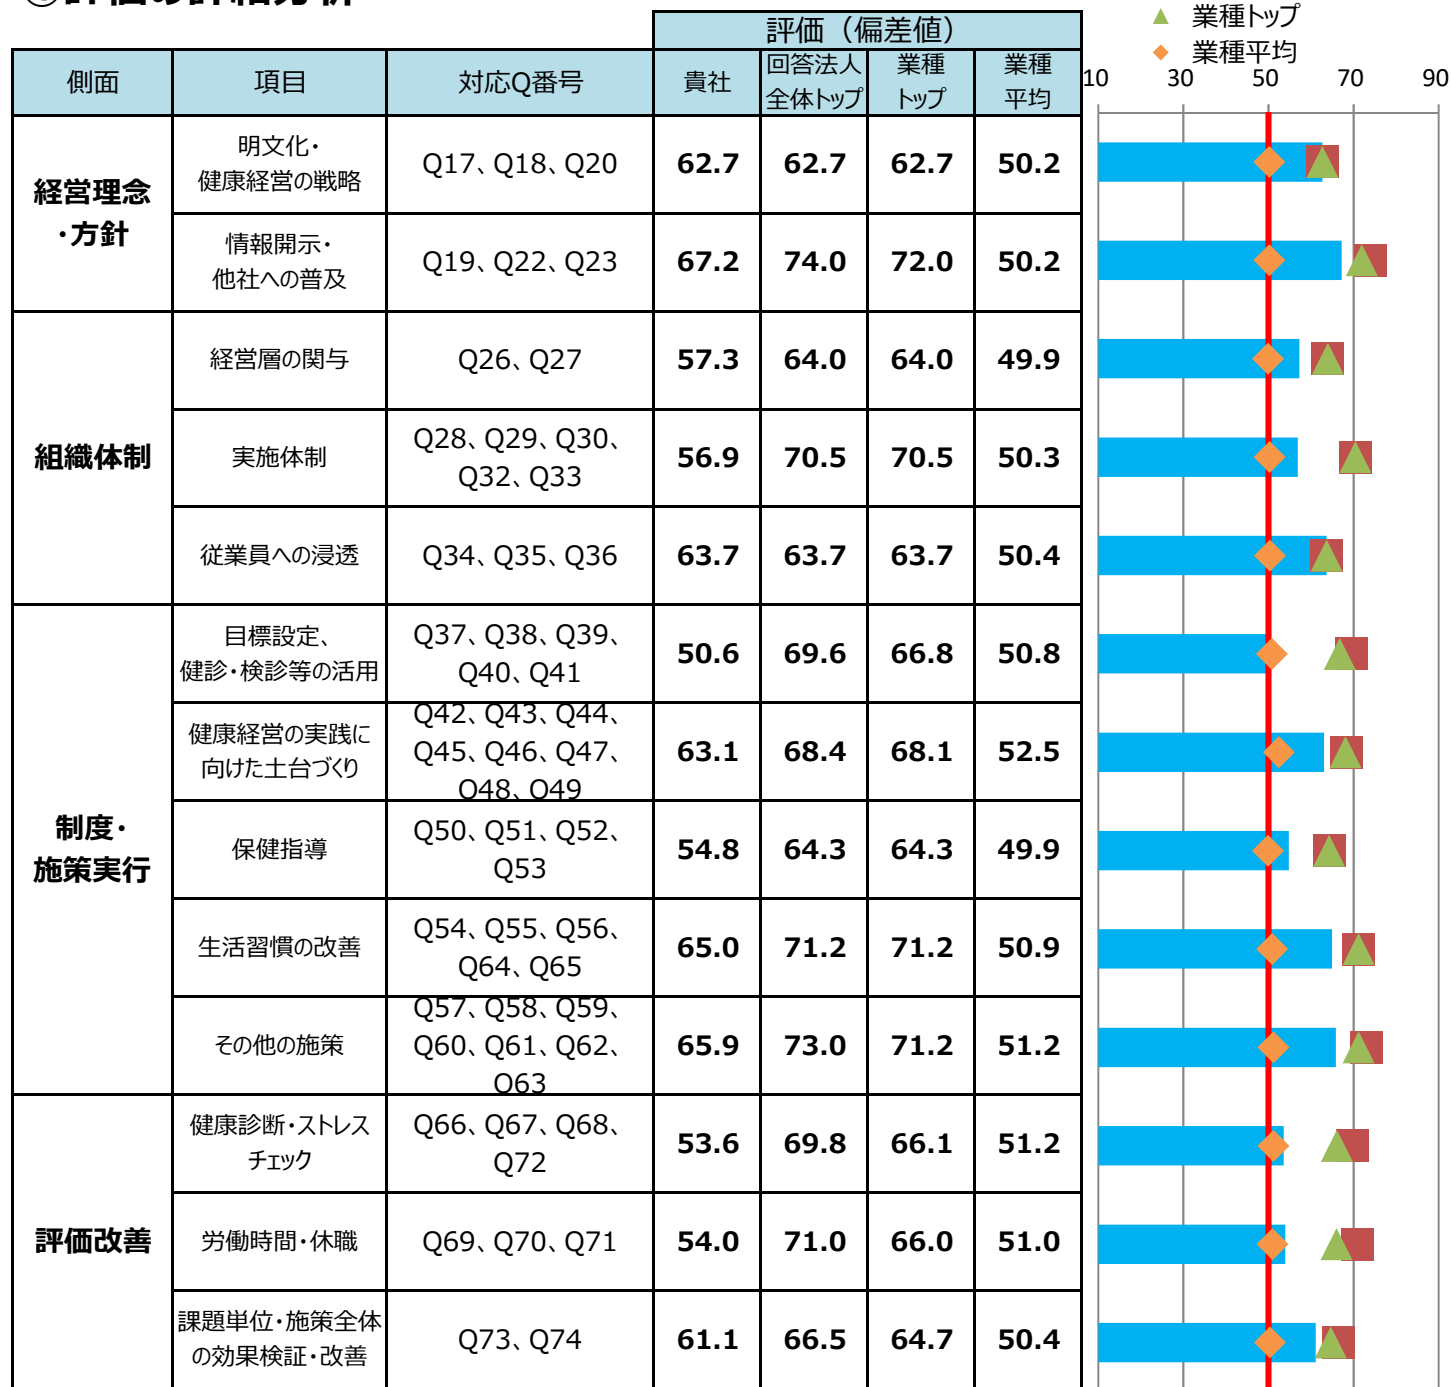 ①評価の詳細分析
▲ 業種トップ
◆ 業種平均
評価（偏差値）
側面 項目 対応Q番号 貴社 回答法人 業種 業種
全体トップ トップ 平均
10 30 50 70 90
経営理念
・方針
明文化・
健康経営の戦略
Q17、Q18、Q20 62.7 62.7 62.7 50.2
情報開示・
他社への普及
Q19、Q22、Q23 67.2 74.0 72.0 50.2
組織体制
経営層の関与 Q26、Q27 57.3 64.0 64.0 49.9
実施体制
Q28、Q29、Q30、
Q32、Q33
56.9 70.5 70.5 50.3
従業員への浸透 Q34、Q35、Q36 63.7 63.7 63.7 50.4
制度・
施策実行
目標設定、
健診・検診等の活用
Q37、Q38、Q39、
Q40、Q41
50.6 69.6 66.8 50.8
健康経営の実践に
向けた土台づくり
Q42、Q43、Q44、
Q45、Q46、Q47、
Q48、Q49
63.1 68.4 68.1 52.5
保健指導
Q50、Q51、Q52、
Q53
54.8 64.3 64.3 49.9
生活習慣の改善
Q54、Q55、Q56、
Q64、Q65
65.0 71.2 71.2 50.9
その他の施策
Q57、Q58、Q59、
Q60、Q61、Q62、
Q63
65.9 73.0 71.2 51.2
評価改善
健康診断・ストレス
チェック
Q66、Q67、Q68、
Q72
53.6 69.8 66.1 51.2
労働時間・休職 Q69、Q70、Q71 54.0 71.0 66.0 51.0
課題単位・施策全体
の効果検証・改善
Q73、Q74 61.1 66.5 64.7 50.4